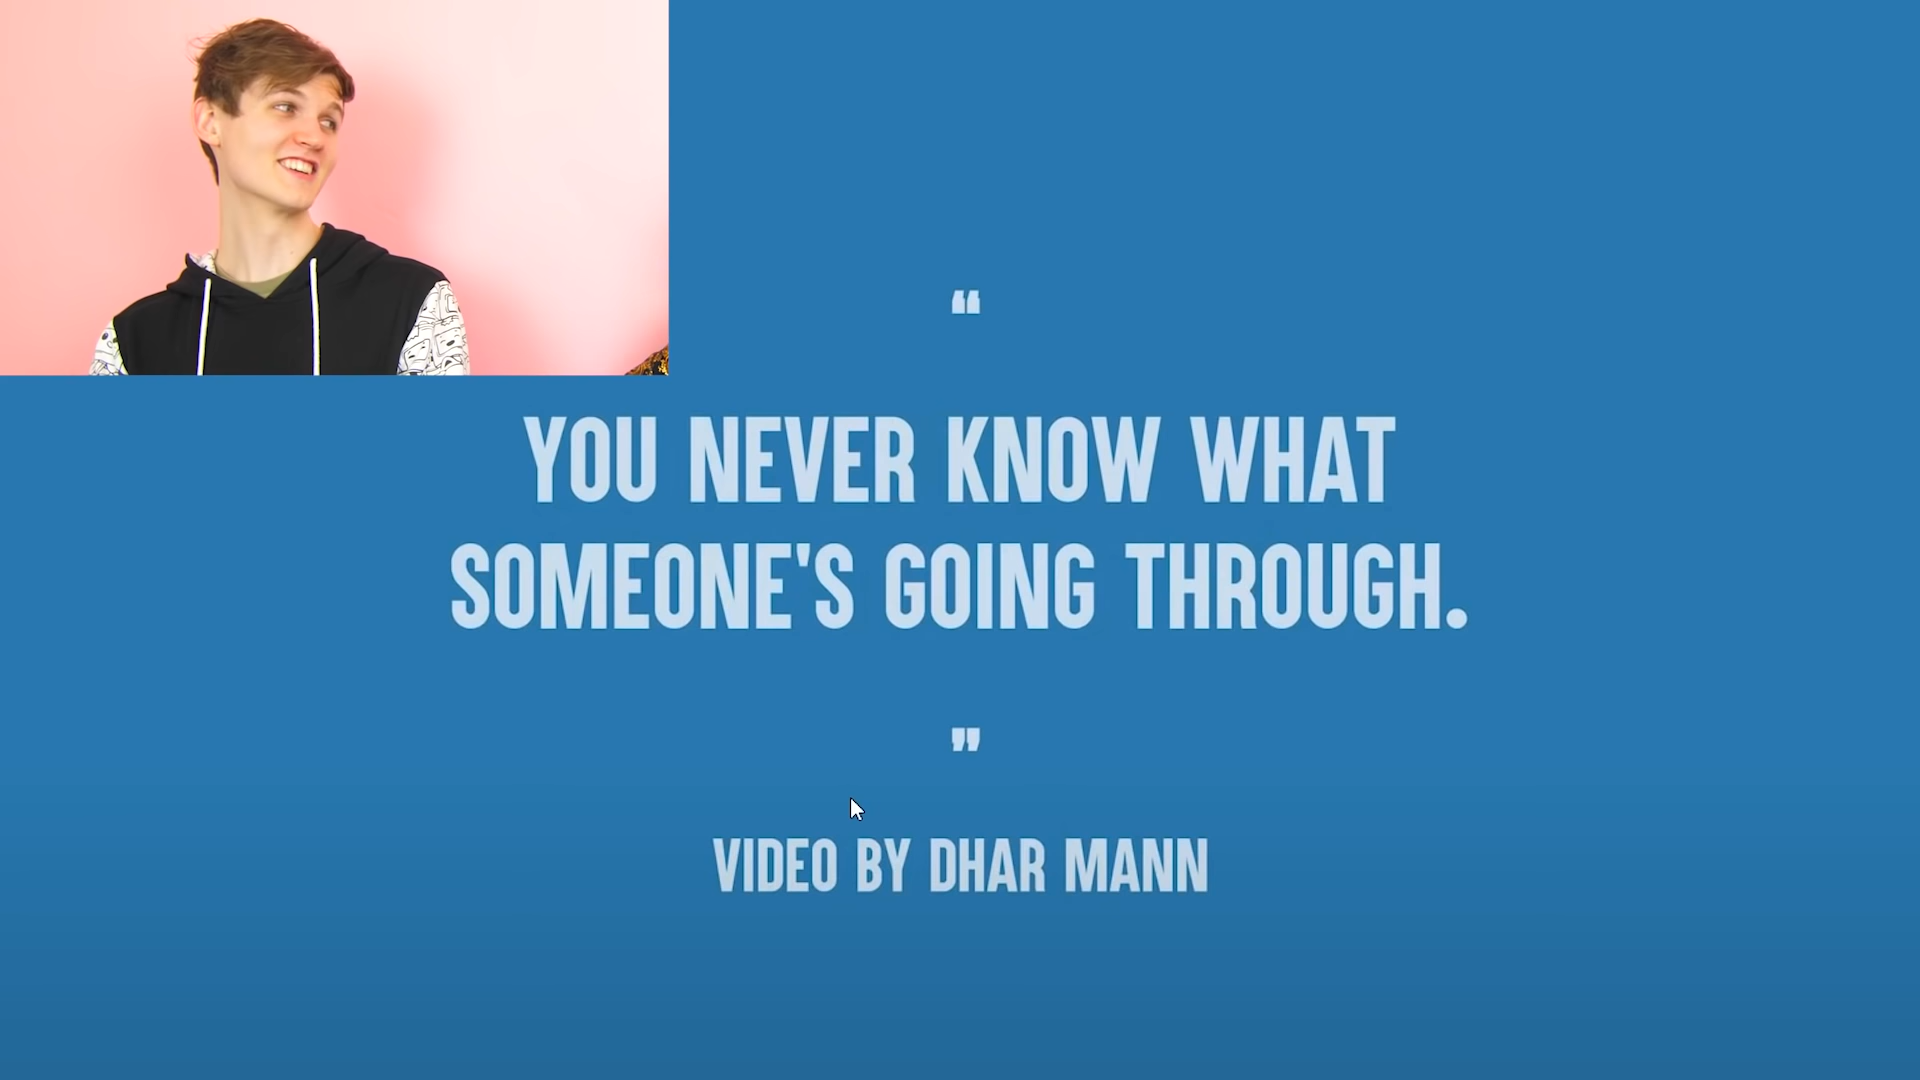 ❝
YOU NEVER KNOW WHAT
SOMEONE'S GOING THROUGH.
❞
VIDEO BY DHAR MANN